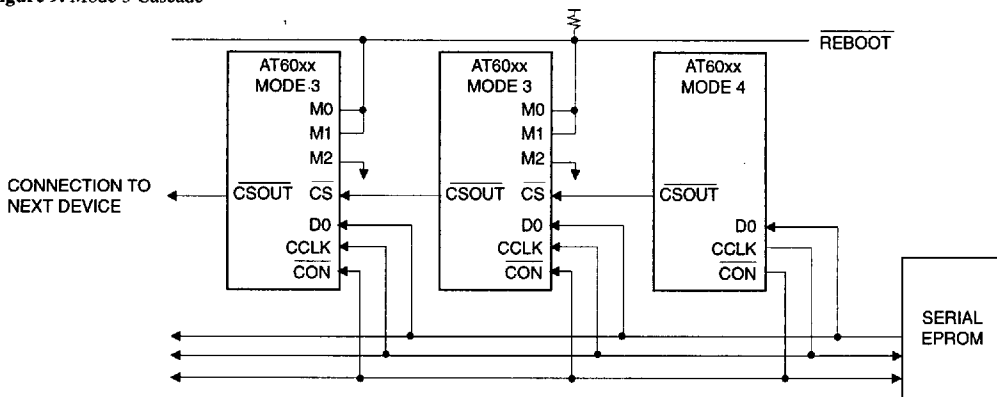 Figure 9. Mode 3 Cascade
REBOOT
AT60xx
MODE 3
M0
M1
M2
CSOUT
CS
D0
CCLK
CON
AT60xx
MODE 3
M0
M1
M2
CSOUT
CS
D0
CCLK
CON
AT60xx
MODE 4
CSOUT
D0
CCLK
CON
CONNECTION TO
NEXT DEVICE
SERIAL
EPROM